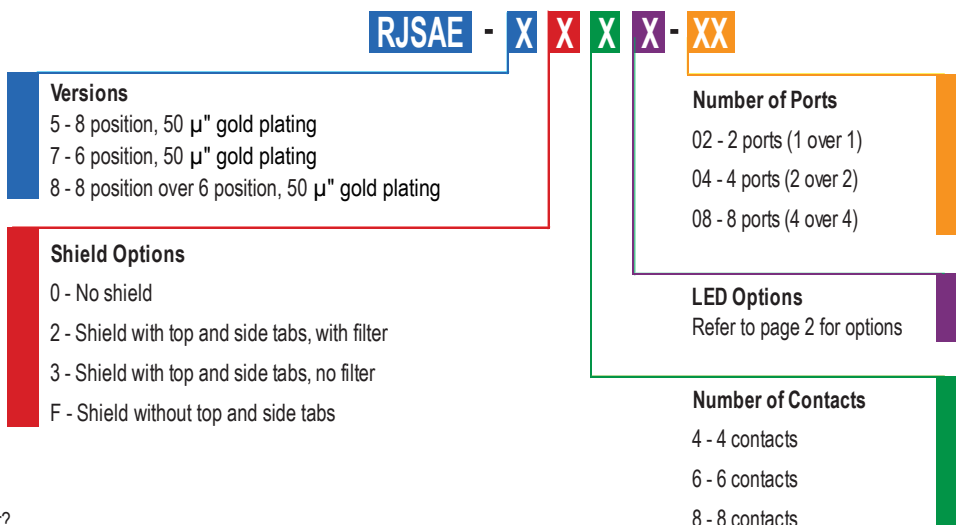 RJSAE - X X X X - XX
Versions
5 - 8 position, 50 µ" gold plating
7 - 6 position, 50 µ" gold plating
8 - 8 position over 6 position, 50 µ" gold plating
Shield Options
0 - No shield
2 - Shield with top and side tabs, with filter
3 - Shield with top and side tabs, no filter
F - Shield without top and side tabs
Number of Ports
02 - 2 ports (1 over 1)
04 - 4 ports (2 over 2)
08 - 8 ports (4 over 4)
LED Options
Refer to page 2 for options
Number of Contacts
4 - 4 contacts
6 - 6 contacts
8 - 8 contacts